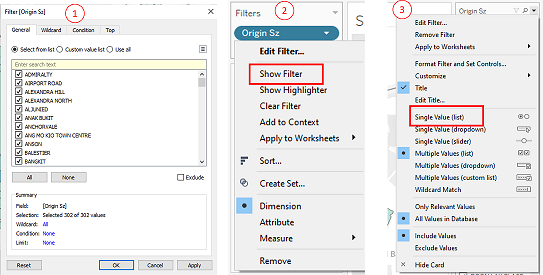 1
Filter [Origin Sz]
General Wildcard Condition Top
Select from list Custom value list Use all
Enter search text
ADMIRALTY
AIRPORT ROAD
ALEXANDRA HILL
ALEXANDRA NORTH
ALJUNIED
ANAK BUKIT
ANCHORVALE
ANG MO KIO TOWN CENTRE
ANSON
BALESTIER
BANGKIT
All None Exclude
Summary
Field: [Origin Sz]
Selection: Selected 302 of 302 values
Wildcard: All
Condition: None
Limit: None
Reset OK Cancel Apply
2
Filters
Origin Sz
Edit Filter...
Show Filter
Show Highlighter
Clear Filter
Add to Context
Apply to Worksheets
Sort...
Create Set...
Dimension
Attribute
Measure
Remove
3
Origin Sz
Edit Filter...
Remove Filter
Apply to Worksheets
Format Filter and Set Controls...
Customize
Title
Edit Title...
Single Value (list)
Single Value (dropdown)
Single Value (slider)
Multiple Values (list)
Multiple Values (dropdown)
Multiple Values (custom list)
Wildcard Match
Only Relevant Values
All Values in Database
Include Values
Exclude Values
Hide Card